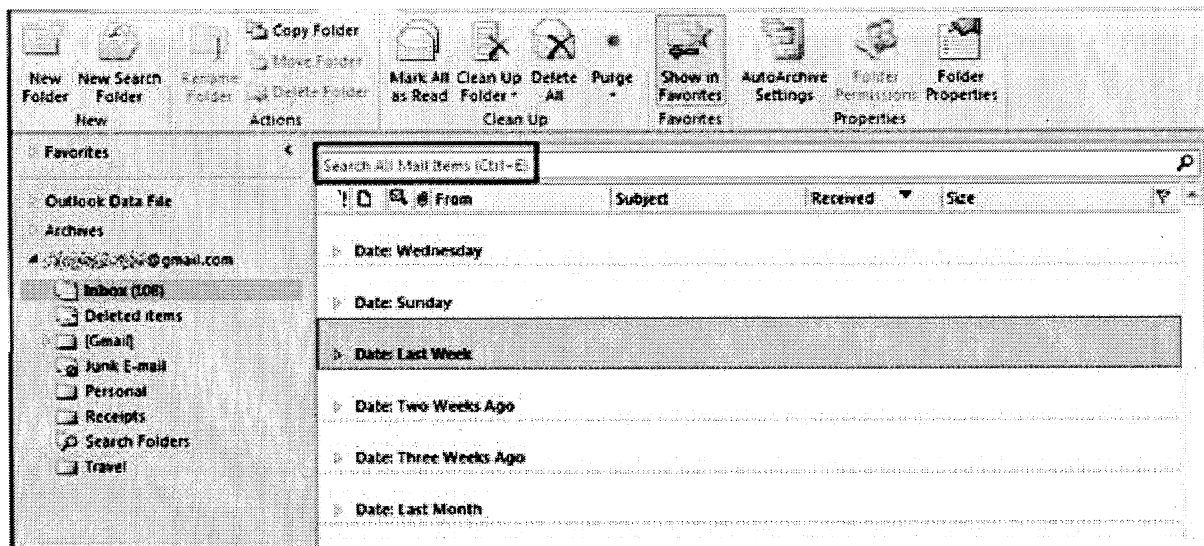 Copy Folder
Move Folder
Delete Folder
New Folder
New Search Folder
Rename Folder
Mark All as Read
Clean Up Folder
Delete All
Purge
Show in Favorites
AutoArchive Settings
Folder Permissions
Folder Properties
New
Actions
Clean Up
Favorites
Properties
Favorites
Search All Mail Items (Ctrl+E)
Outlook Data File
From Subject Received Size
Archives
@gmail.com
Inbox (108)
Deleted Items
[Gmail]
Junk E-mail
Personal
Receipts
Search Folders
Travel
Date: Wednesday
Date: Sunday
Date: Last Week
Date: Two Weeks Ago
Date: Three Weeks Ago
Date: Last Month